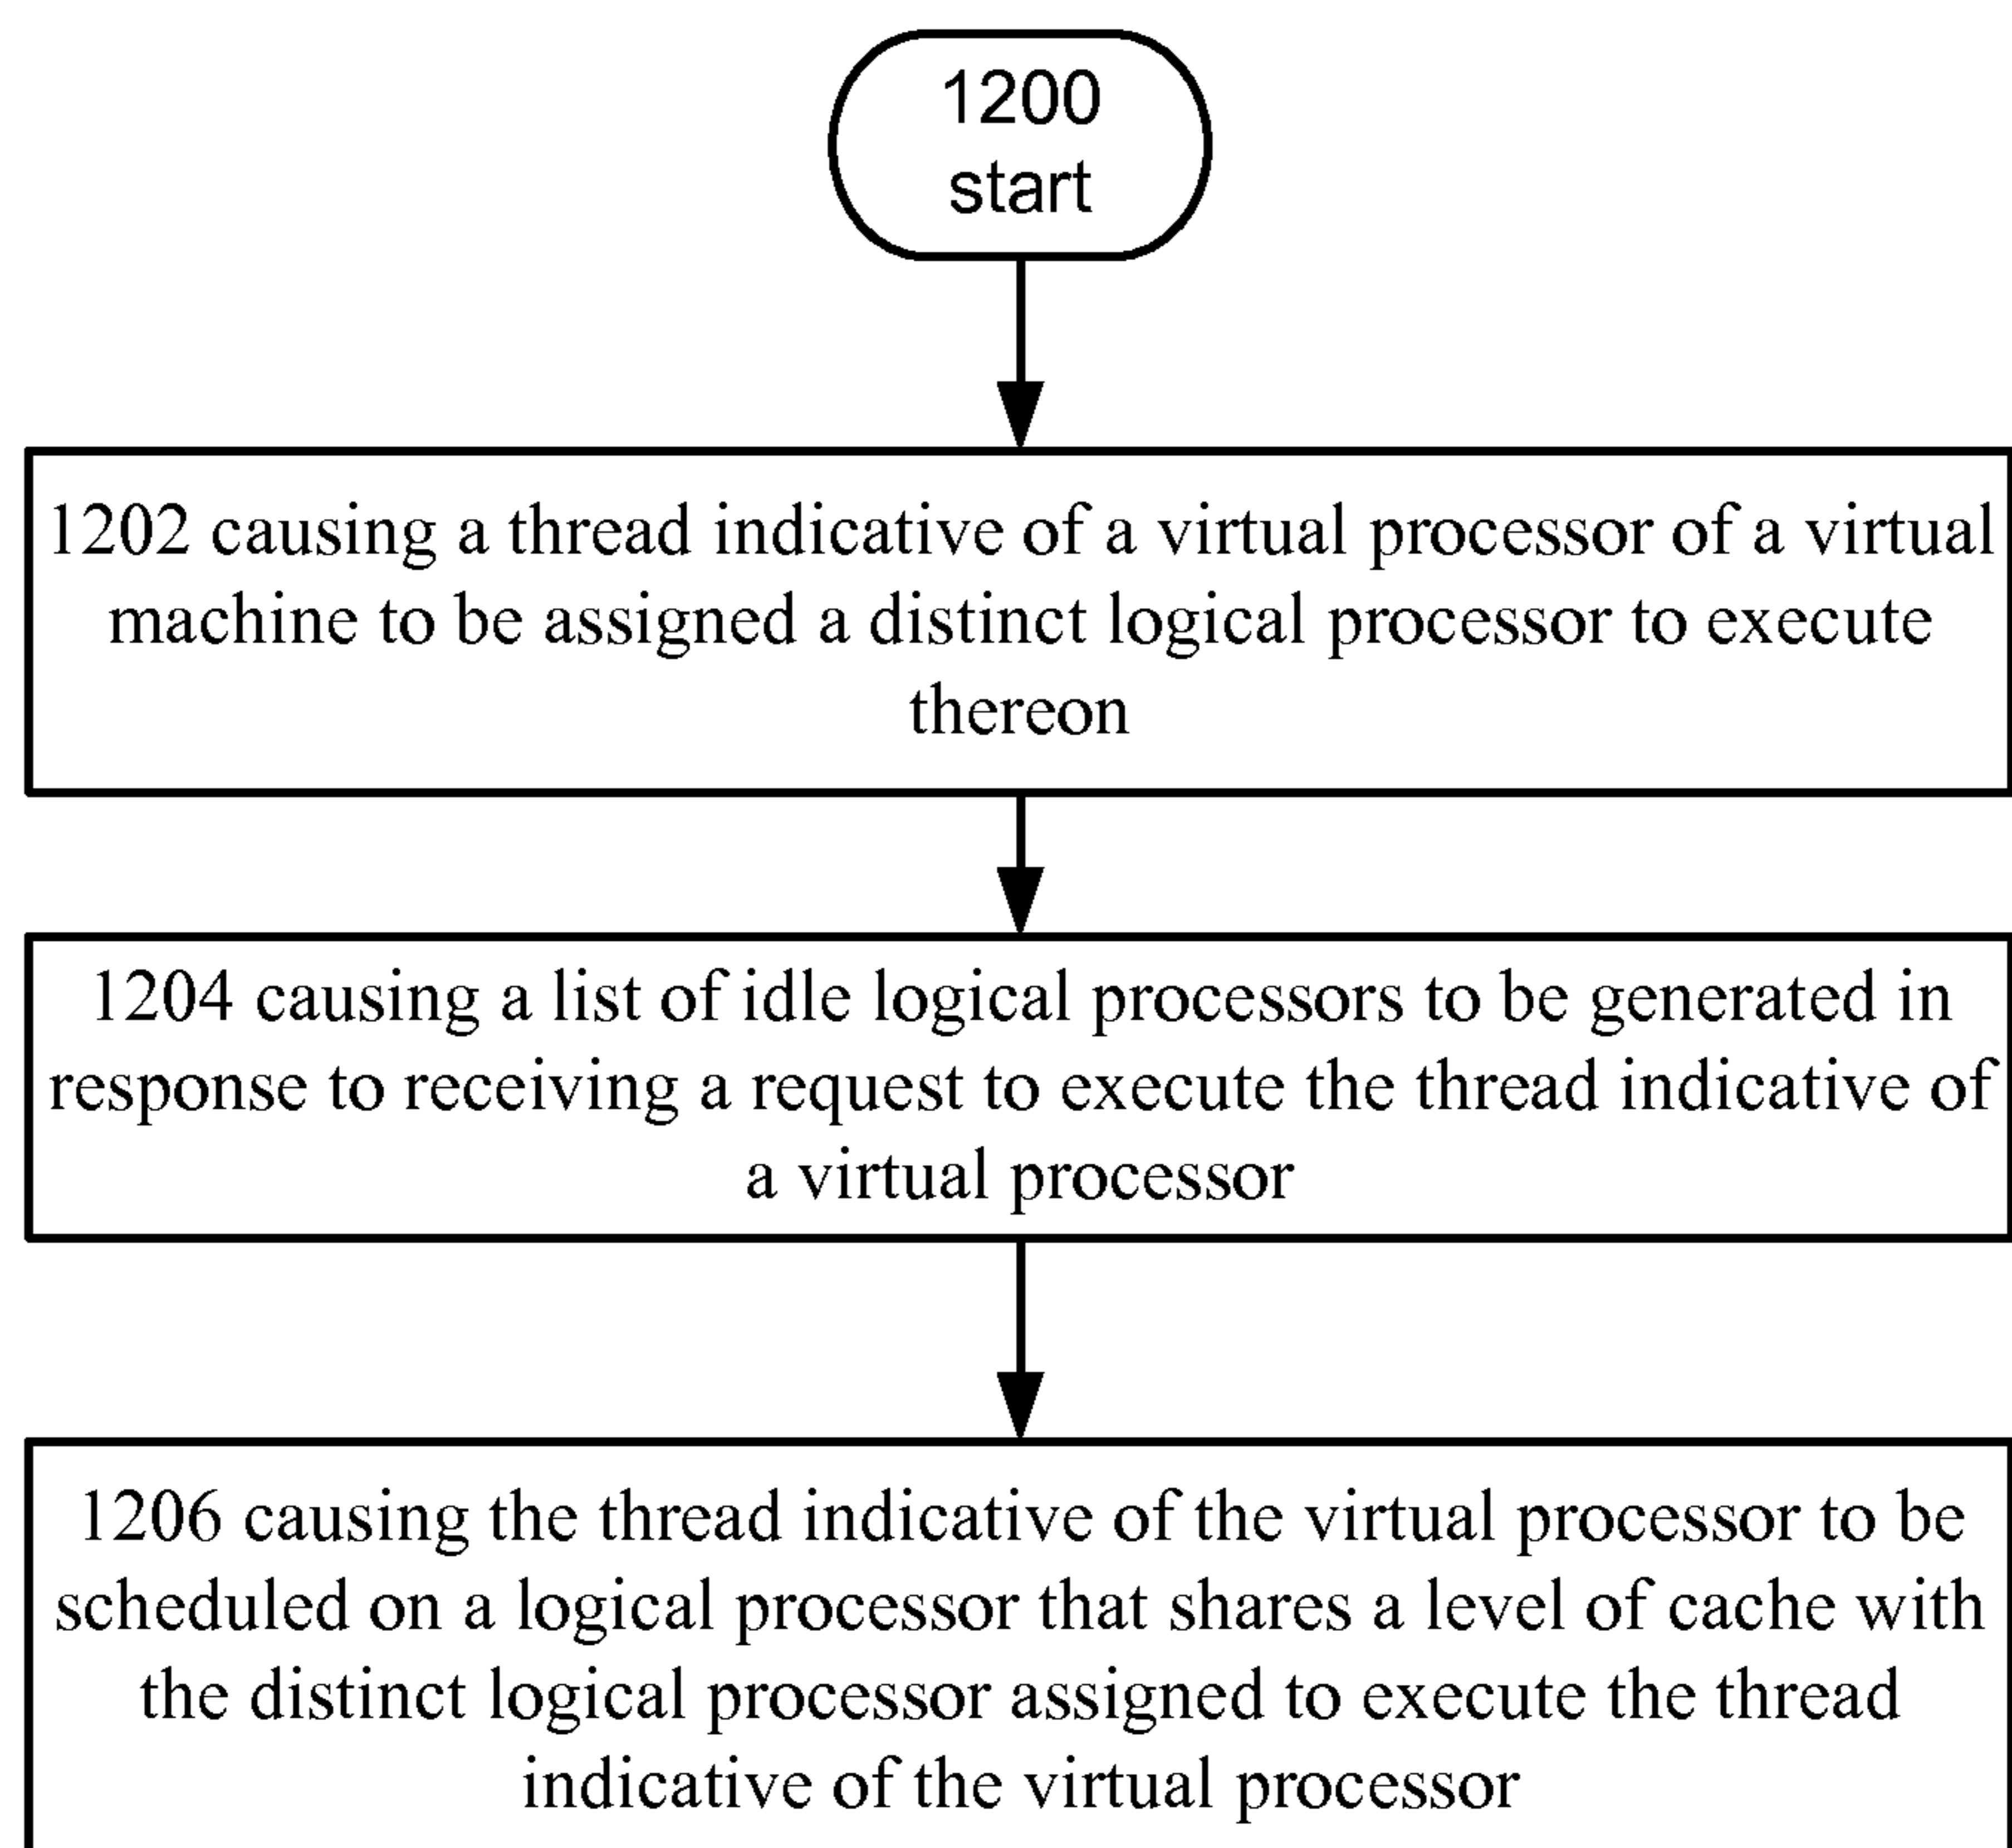 1200
start
1202 causing a thread indicative of a virtual processor of a virtual
machine to be assigned a distinct logical processor to execute
thereon
1204 causing a list of idle logical processors to be generated in
response to receiving a request to execute the thread indicative of
a virtual processor
1206 causing the thread indicative of the virtual processor to be
scheduled on a logical processor that shares a level of cache with
the distinct logical processor assigned to execute the thread
indicative of the virtual processor